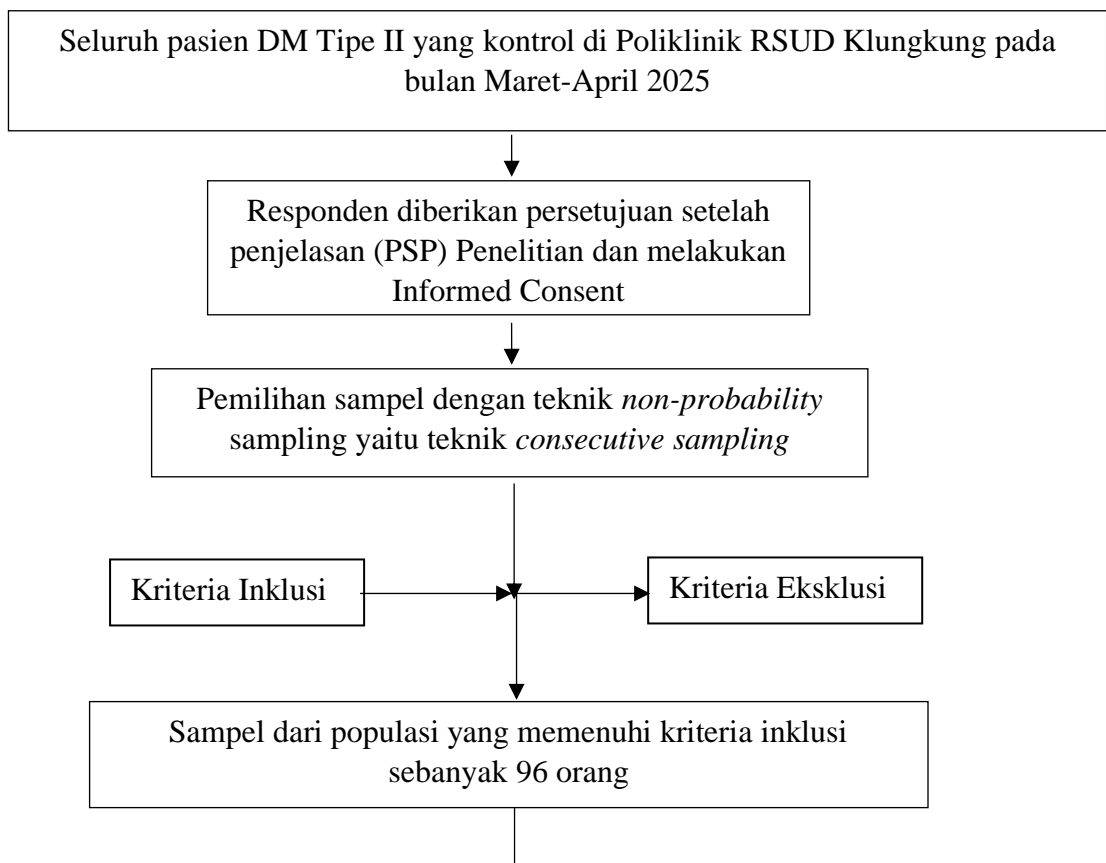 Seluruh pasien DM Tipe II yang kontrol di Poliklinik RSUD Klungkung pada
bulan Maret-April 2025
Responden diberikan persetujuan setelah
penjelasan (PSP) Penelitian dan melakukan
Informed Consent
Pemilihan sampel dengan teknik non-probability
sampling yaitu teknik consecutive sampling
Kriteria Inklusi
Kriteria Eksklusi
Sampel dari populasi yang memenuhi kriteria inklusi
sebanyak 96 orang